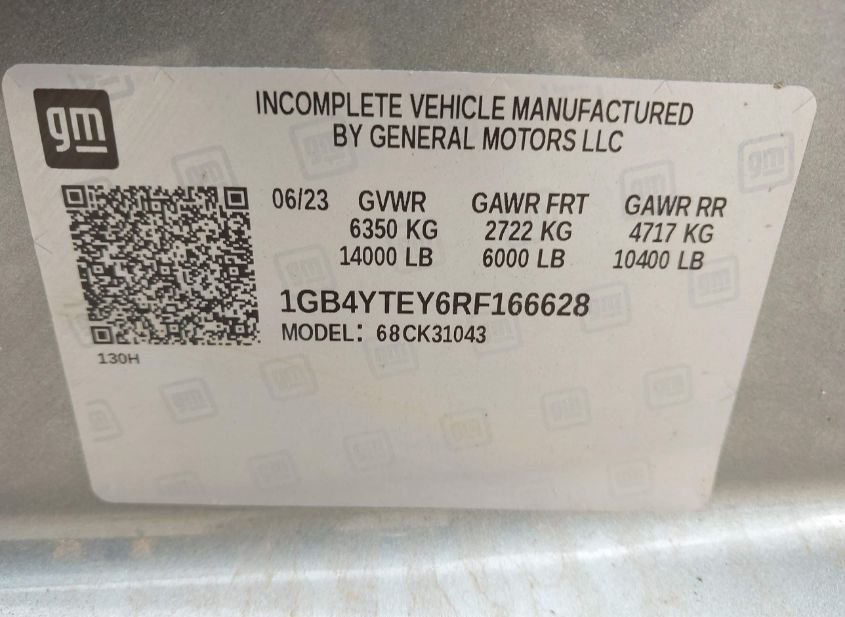 gm
INCOMPLETE VEHICLE MANUFACTURED
BY GENERAL MOTORS LLC
06/23 GVWR GAWR FRT GAWR RR
6350 KG 2722 KG 4717 KG
14000 LB 6000 LB 10400 LB
1GB4YTEY6RF166628
MODEL: 68CK31043
130H